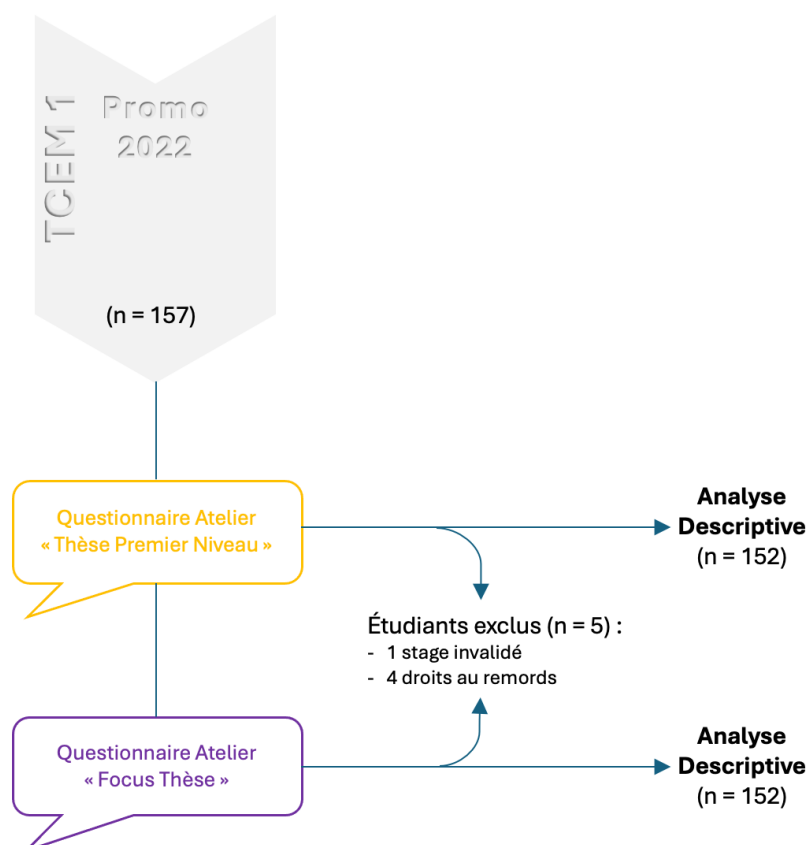 TCEM 1
Promo
2022
(n = 157)
Questionnaire Atelier
« Thèse Premier Niveau »
Analyse
Descriptive
(n = 152)
Étudiants exclus (n = 5) :
- 1 stage invalidé
- 4 droits au remords
Questionnaire Atelier
« Focus Thèse »
Analyse
Descriptive
(n = 152)